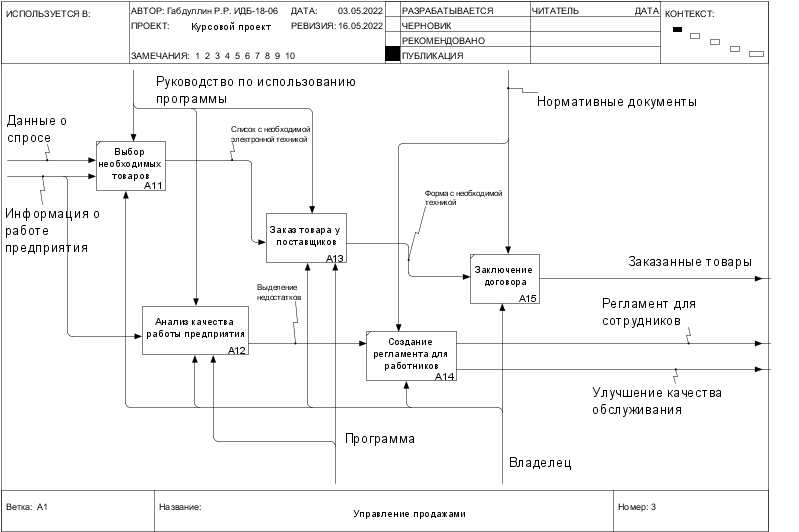 ИСПОЛЬЗУЕТСЯ В:
АВТОР: Габдуллин Р.Р. ИДБ-18-06 ДАТА: 03.05.2022
ПРОЕКТ: Курсовой проект РЕВИЗИЯ: 16.05.2022
ЗАМЕЧАНИЯ: 1 2 3 4 5 6 7 8 9 10
РАЗРАБАТЫВАЕТСЯ
ЧЕРНОВИК
РЕКОМЕНДОВАНО
ПУБЛИКАЦИЯ
ЧИТАТЕЛЬ ДАТА
КОНТЕКСТ:
Руководство по использованию
программы
Нормативные документы
Данные о
спросе
Список с необходимой
электронной техникой
Выбор
необходимых
товаров
A11
Информация о
работе
предприятия
Форма с необходимой
техникой
Заказ товара у
поставщиков
A13
Заключение
договора
A15
Заказанные товары
Выделение
недостатков
Регламент для
сотрудников
Анализ качества
работы предприятия
A12
Создание
регламента для
работников
A14
Улучшение качества
обслуживания
Программа
Владелец
Ветка: A1
Название:
Управление продажами
Номер: 3